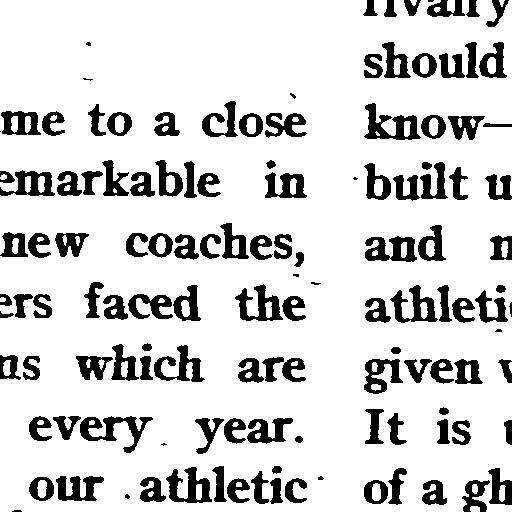 me to a close
emarkable in
new coaches,
ers faced the
ns which are
every year.
our athletic
rivalry
should
know—
built u
and
athleti
given
It is
of a gh